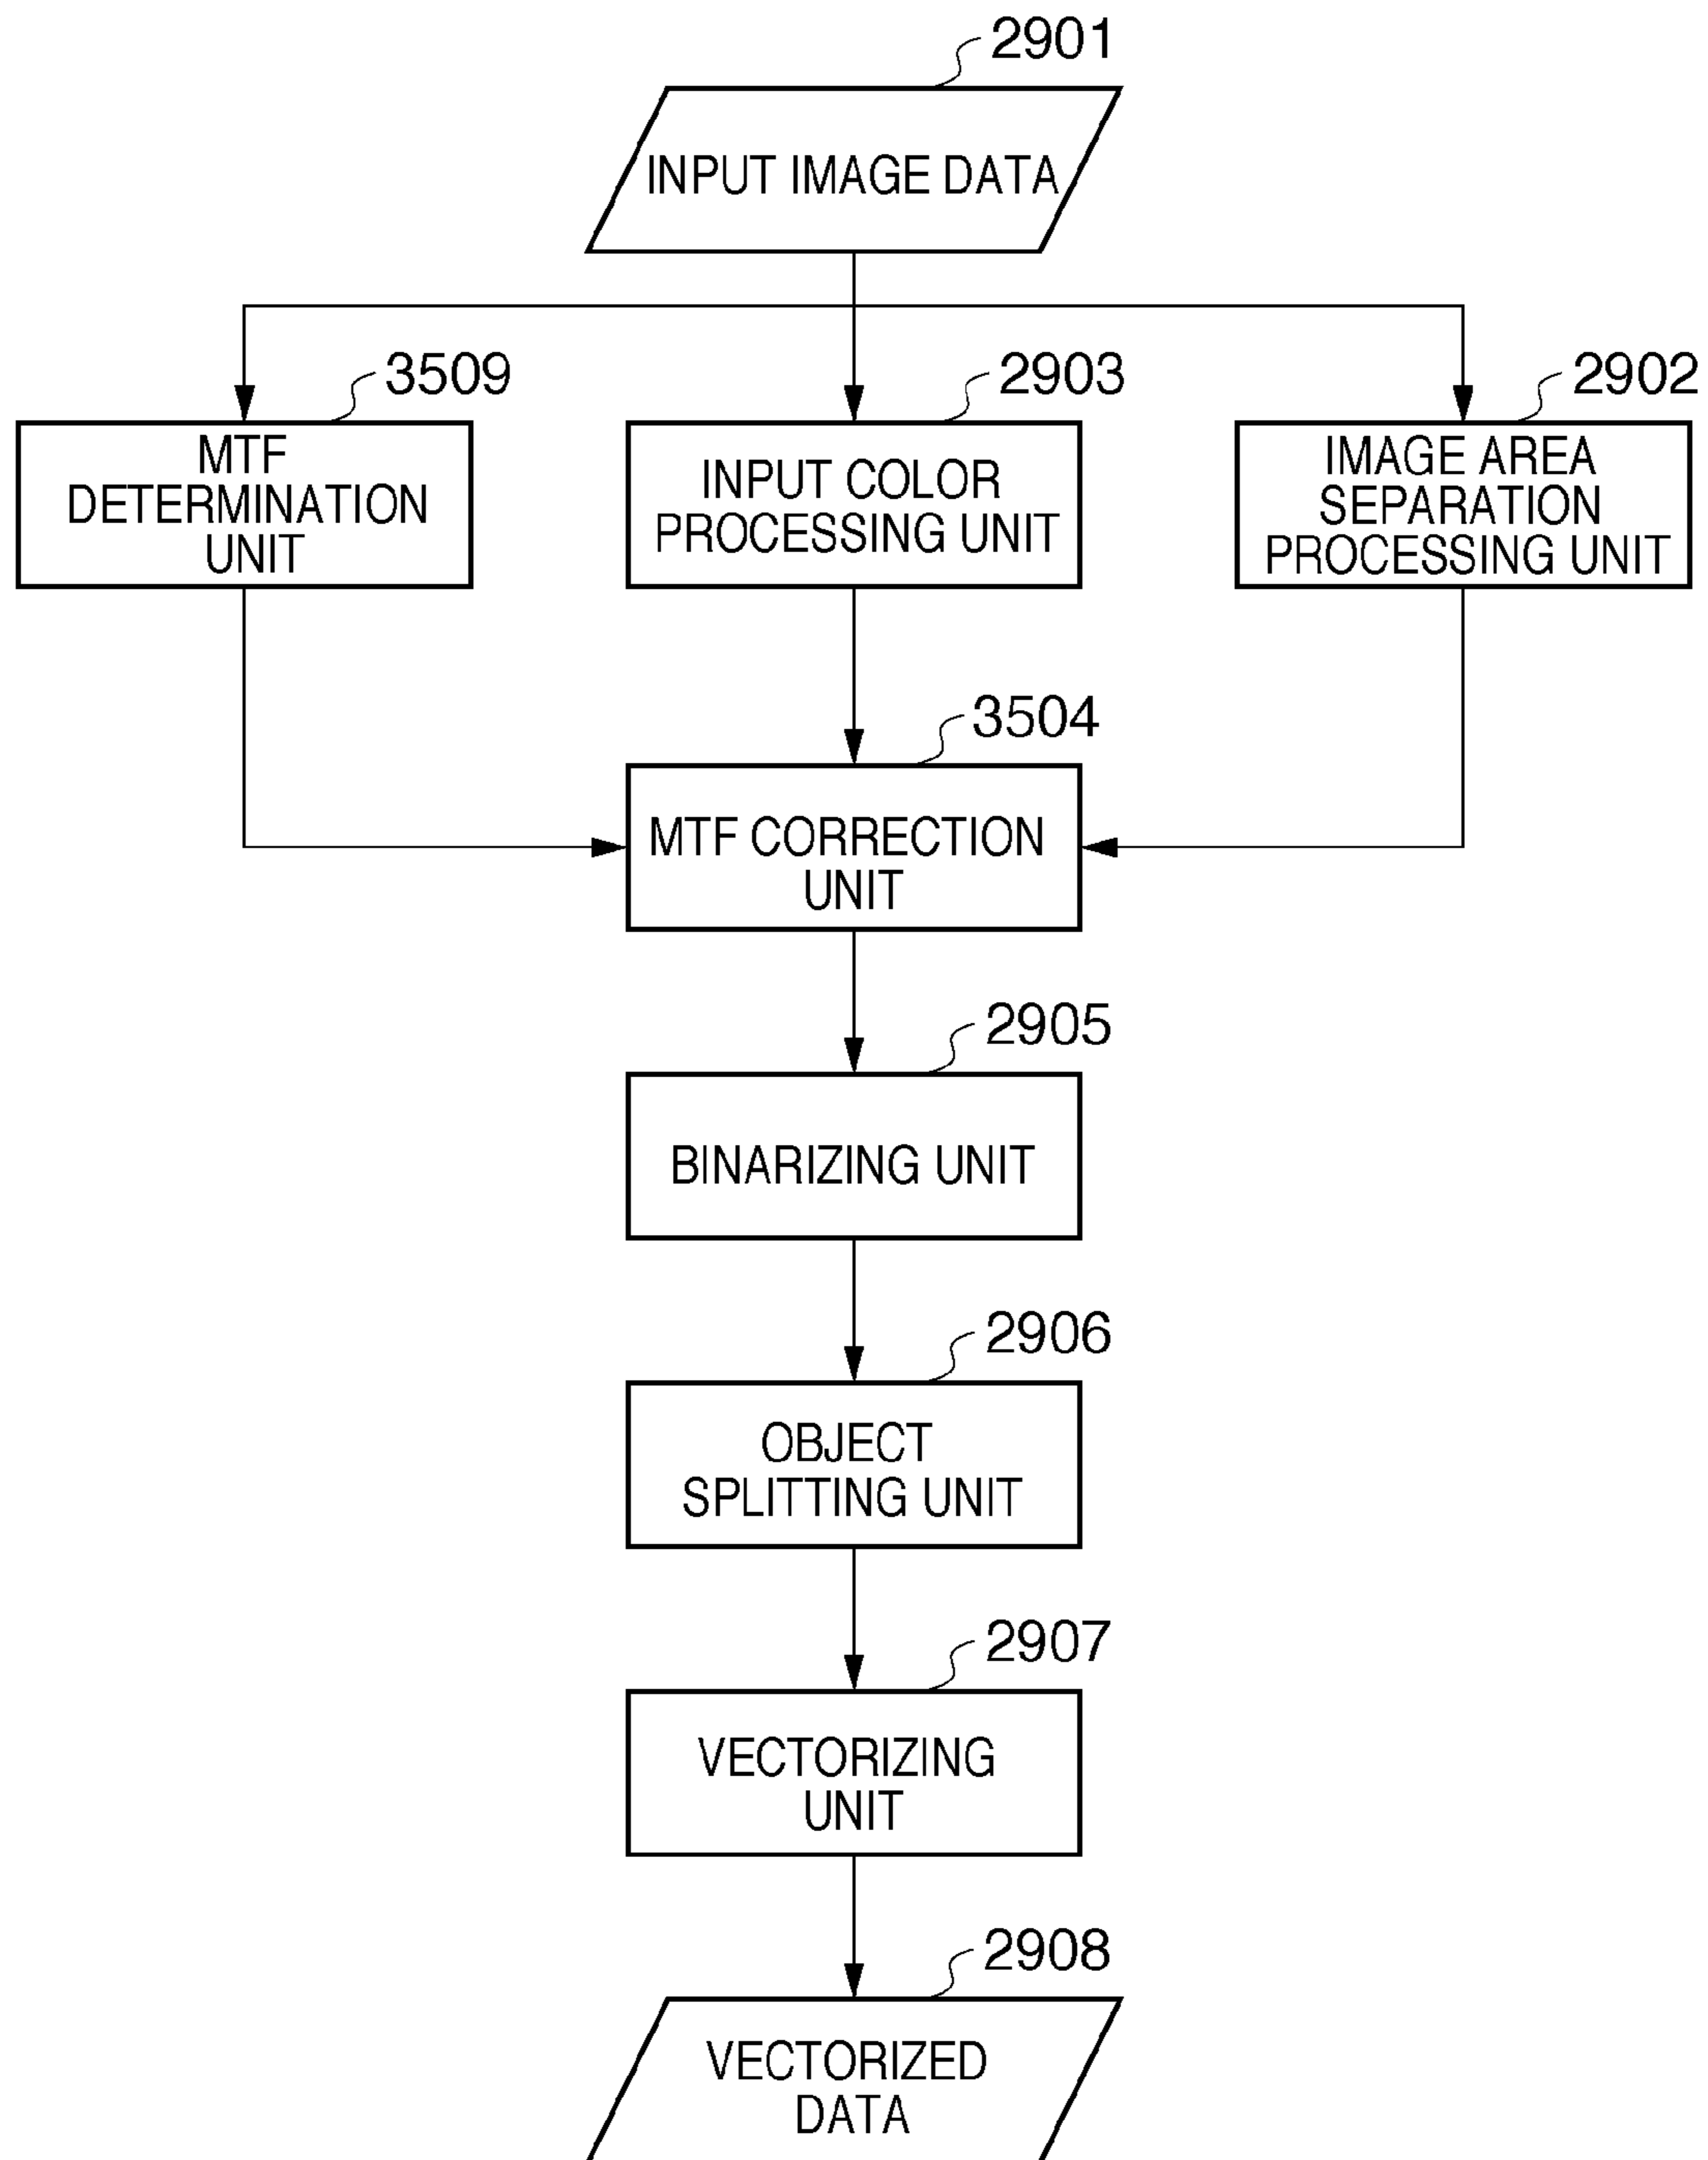 2901
INPUT IMAGE DATA
3509
2903
2902
MTF
DETERMINATION
UNIT
INPUT COLOR
PROCESSING UNIT
IMAGE AREA
SEPARATION
PROCESSING UNIT
3504
MTF CORRECTION
UNIT
2905
BINARIZING UNIT
2906
OBJECT
SPLITTING UNIT
2907
VECTORIZING
UNIT
2908
VECTORIZED
DATA